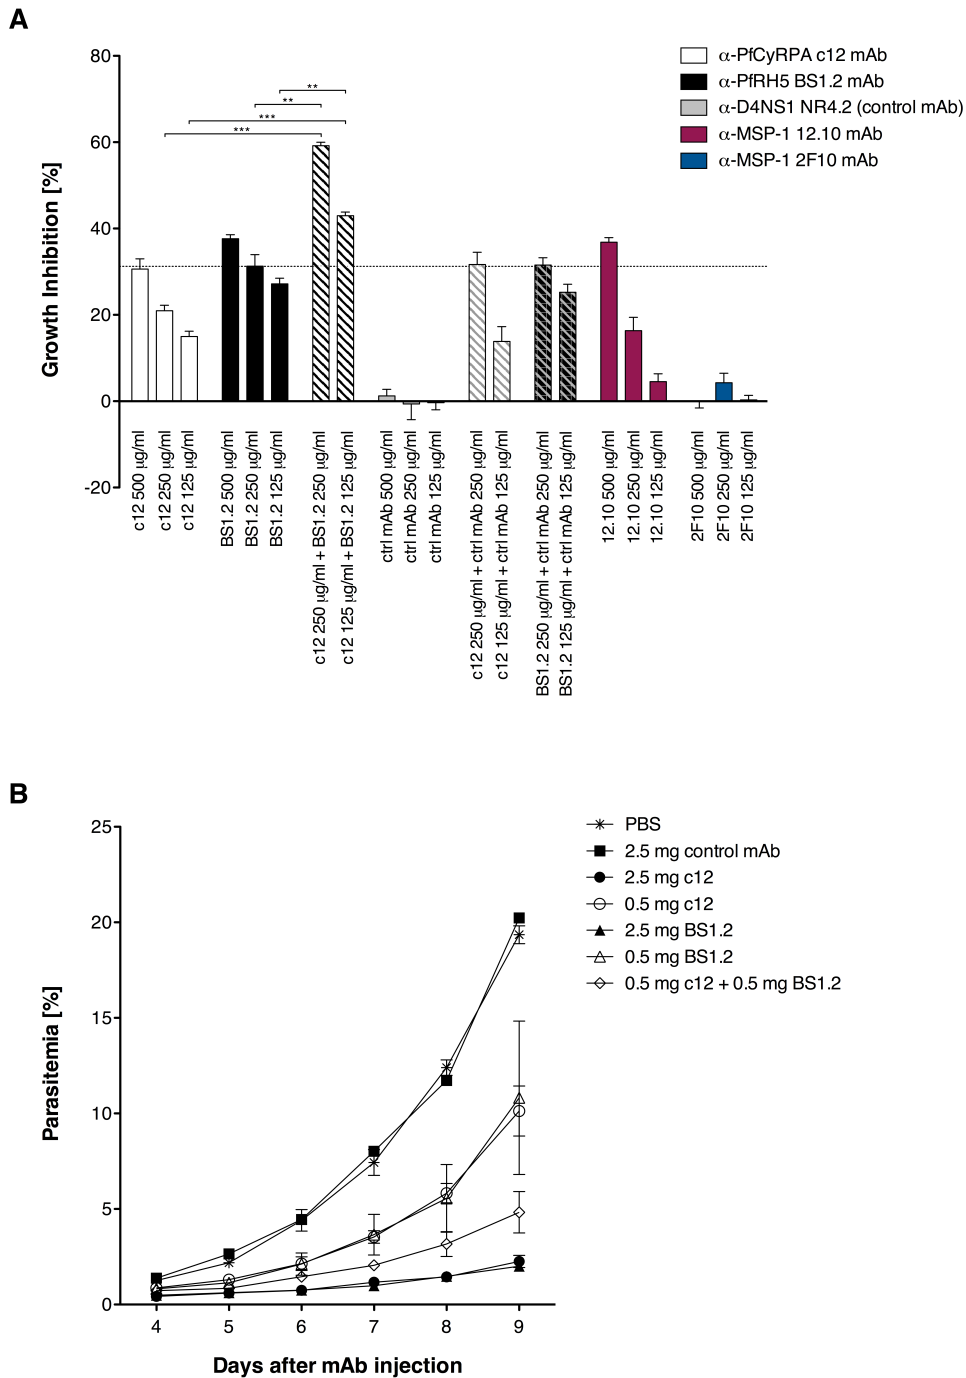 A
80
60
40
20
0
-20
Growth Inhibition [%]
**
**
***
***
α-PfCyRPA c12 mAb
α-PfRH5 BS1.2 mAb
α-D4NS1 NR4.2 (control mAb)
α-MSP-1 12.10 mAb
α-MSP-1 2F10 mAb
c12 500 µg/ml
c12 250 µg/ml
c12 125 µg/ml
BS1.2 500 µg/ml
BS1.2 250 µg/ml
BS1.2 125 µg/ml
c12 250 µg/ml + BS1.2 250 µg/ml
c12 125 µg/ml + BS1.2 125 µg/ml
ctrl mAb 500 µg/ml
ctrl mAb 250 µg/ml
ctrl mAb 125 µg/ml
c12 250 µg/ml + ctrl mAb 250 µg/ml
c12 125 µg/ml + ctrl mAb 125 µg/ml
BS1.2 250 µg/ml + ctrl mAb 250 µg/ml
BS1.2 125 µg/ml + ctrl mAb 125 µg/ml
12.10 500 µg/ml
12.10 250 µg/ml
12.10 125 µg/ml
2F10 500 µg/ml
2F10 250 µg/ml
2F10 125 µg/ml
B
25
20
15
10
5
0
Parasitemia [%]
4 5 6 7 8 9
Days after mAb injection
PBS
2.5 mg control mAb
2.5 mg c12
0.5 mg c12
2.5 mg BS1.2
0.5 mg BS1.2
0.5 mg c12 + 0.5 mg BS1.2